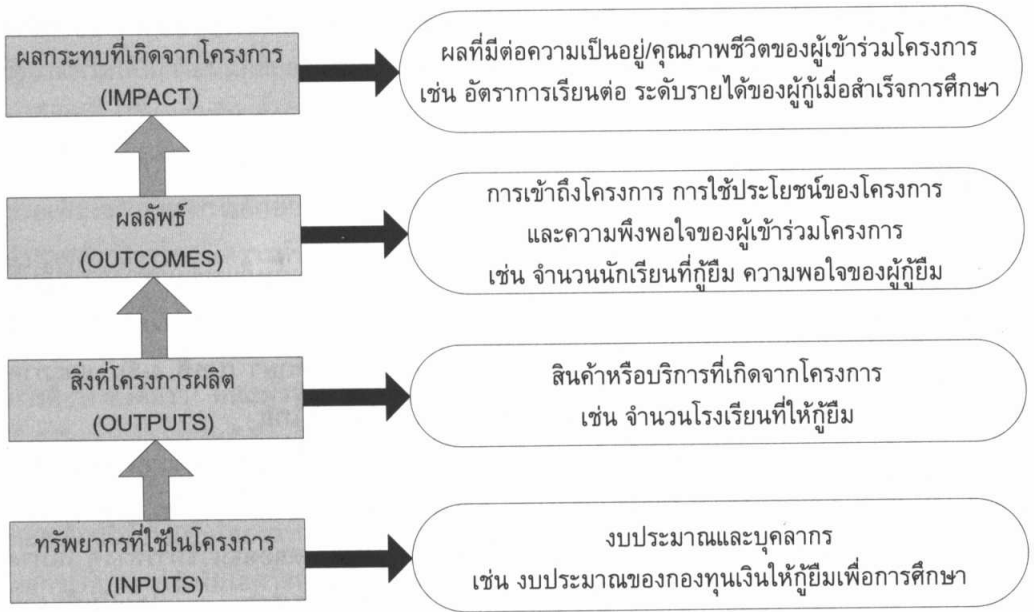 ผลกระทบที่เกิดจากโครงการ
(IMPACT)
ผลที่มีต่อความเป็นอยู่/คุณภาพชีวิตของผู้เข้าร่วมโครงการ
เช่น อัตราการเรียนต่อ ระดับรายได้ของผู้กู้เมื่อสำเร็จการศึกษา
ผลลัพธ์
(OUTCOMES)
การเข้าถึงโครงการ การใช้ประโยชน์ของโครงการ
และความพึงพอใจของผู้เข้าร่วมโครงการ
เช่น จำนวนนักเรียนที่กู้ยืม ความพอใจของผู้กู้ยืม
สิ่งที่โครงการผลิต
(OUTPUTS)
สินค้าหรือบริการที่เกิดจากโครงการ
เช่น จำนวนโรงเรียนที่ให้กู้ยืม
ทรัพยากรที่ใช้ในโครงการ
(INPUTS)
งบประมาณและบุคลากร
เช่น งบประมาณของกองทุนเงินให้กู้ยืมเพื่อการศึกษา